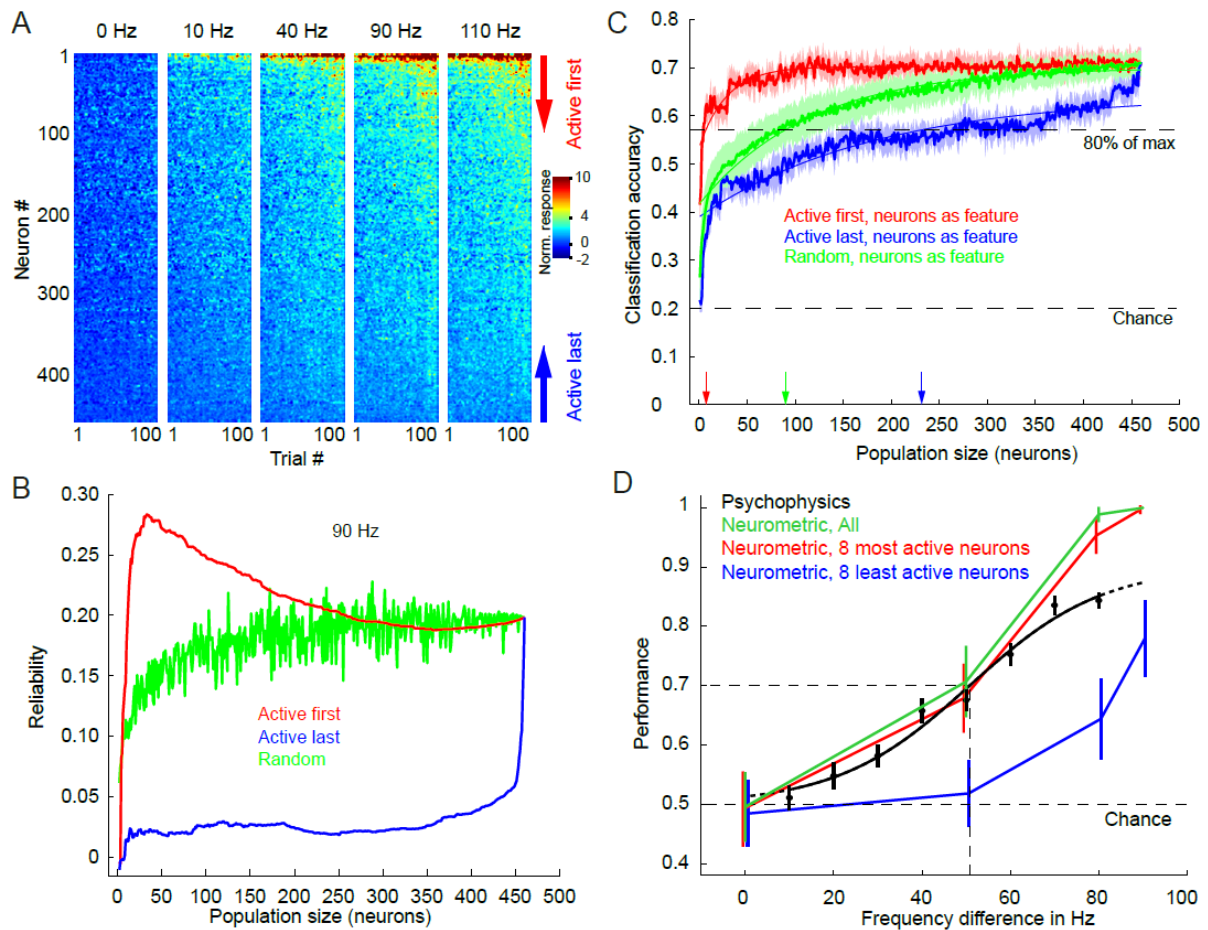 A
0 Hz 10 Hz 40 Hz 90 Hz 110 Hz
1
100
200
300
400
Neuron #
1 100 1 100 1 100 1 100 1 100
Trial #
Active first
Active last
Norm. response
10
4
2
0
-2
B
0.30
0.25
0.20
0.15
0.10
0.05
0
Reliability
90 Hz
Active first
Active last
Random
0 50 100 150 200 250 300 350 400 450 500
Population size (neurons)
C
0.7
0.6
0.5
0.4
0.3
0.2
0.1
0
Classification accuracy
80% of max
Active first, neurons as feature
Active last, neurons as feature
Random, neurons as feature
Chance
0 50 100 150 200 250 300 350 400 450 500
Population size (neurons)
D
Psychophysics
Neurometric, All
Neurometric, 8 most active neurons
Neurometric, 8 least active neurons
1
0.9
0.8
0.7
0.6
0.5
0.4
Performance
Chance
0 20 40 60 80 100
Frequency difference in Hz